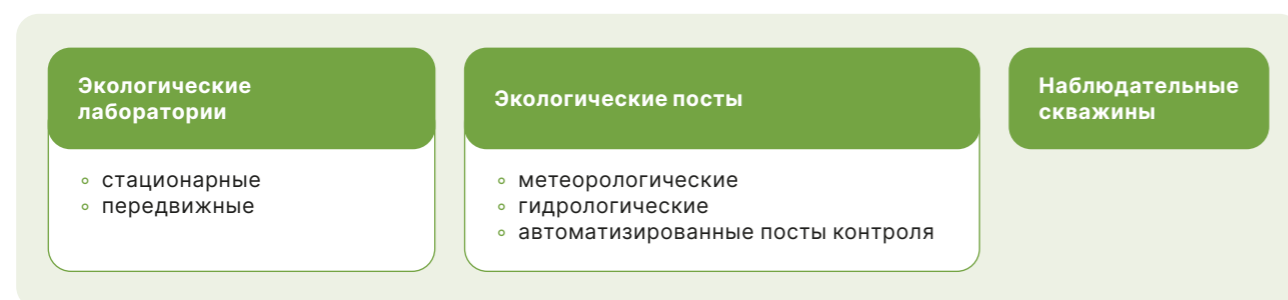 Экологические
лаборатории
◦ стационарные
◦ передвижные
Экологические посты
◦ метеорологические
◦ гидрологические
◦ автоматизированные посты контроля
Наблюдательные
скважины